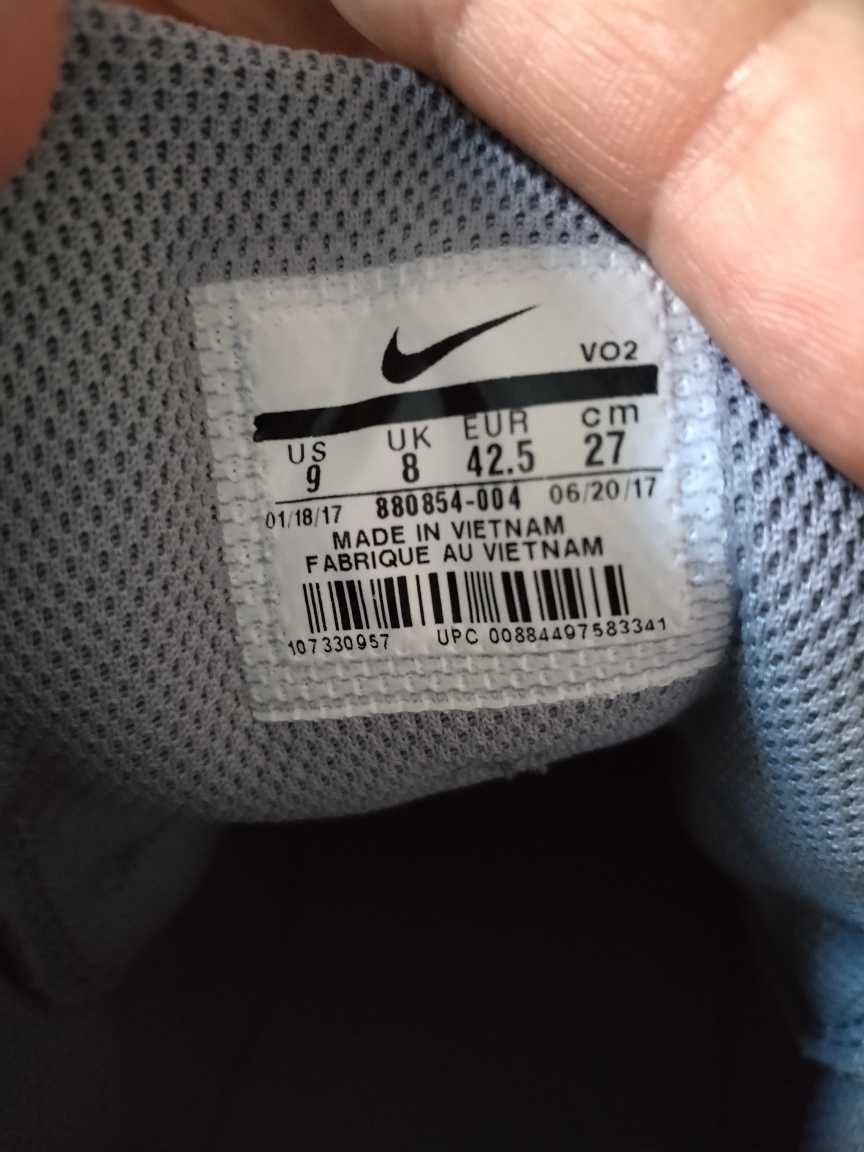 VO2
US UK EUR cm
9 8 42.5 27
01/18/17 880854-004 06/20/17
MADE IN VIETNAM
FABRIQUE AU VIETNAM
107330957 UPC 00884497583341